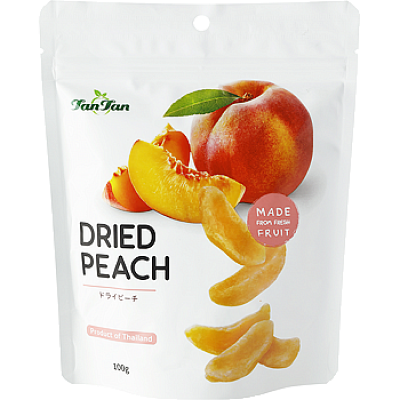 TanTan
DRIED
PEACH
ドライピーチ
Product of Thailand
100g
MADE
FROM FRESH
FRUIT